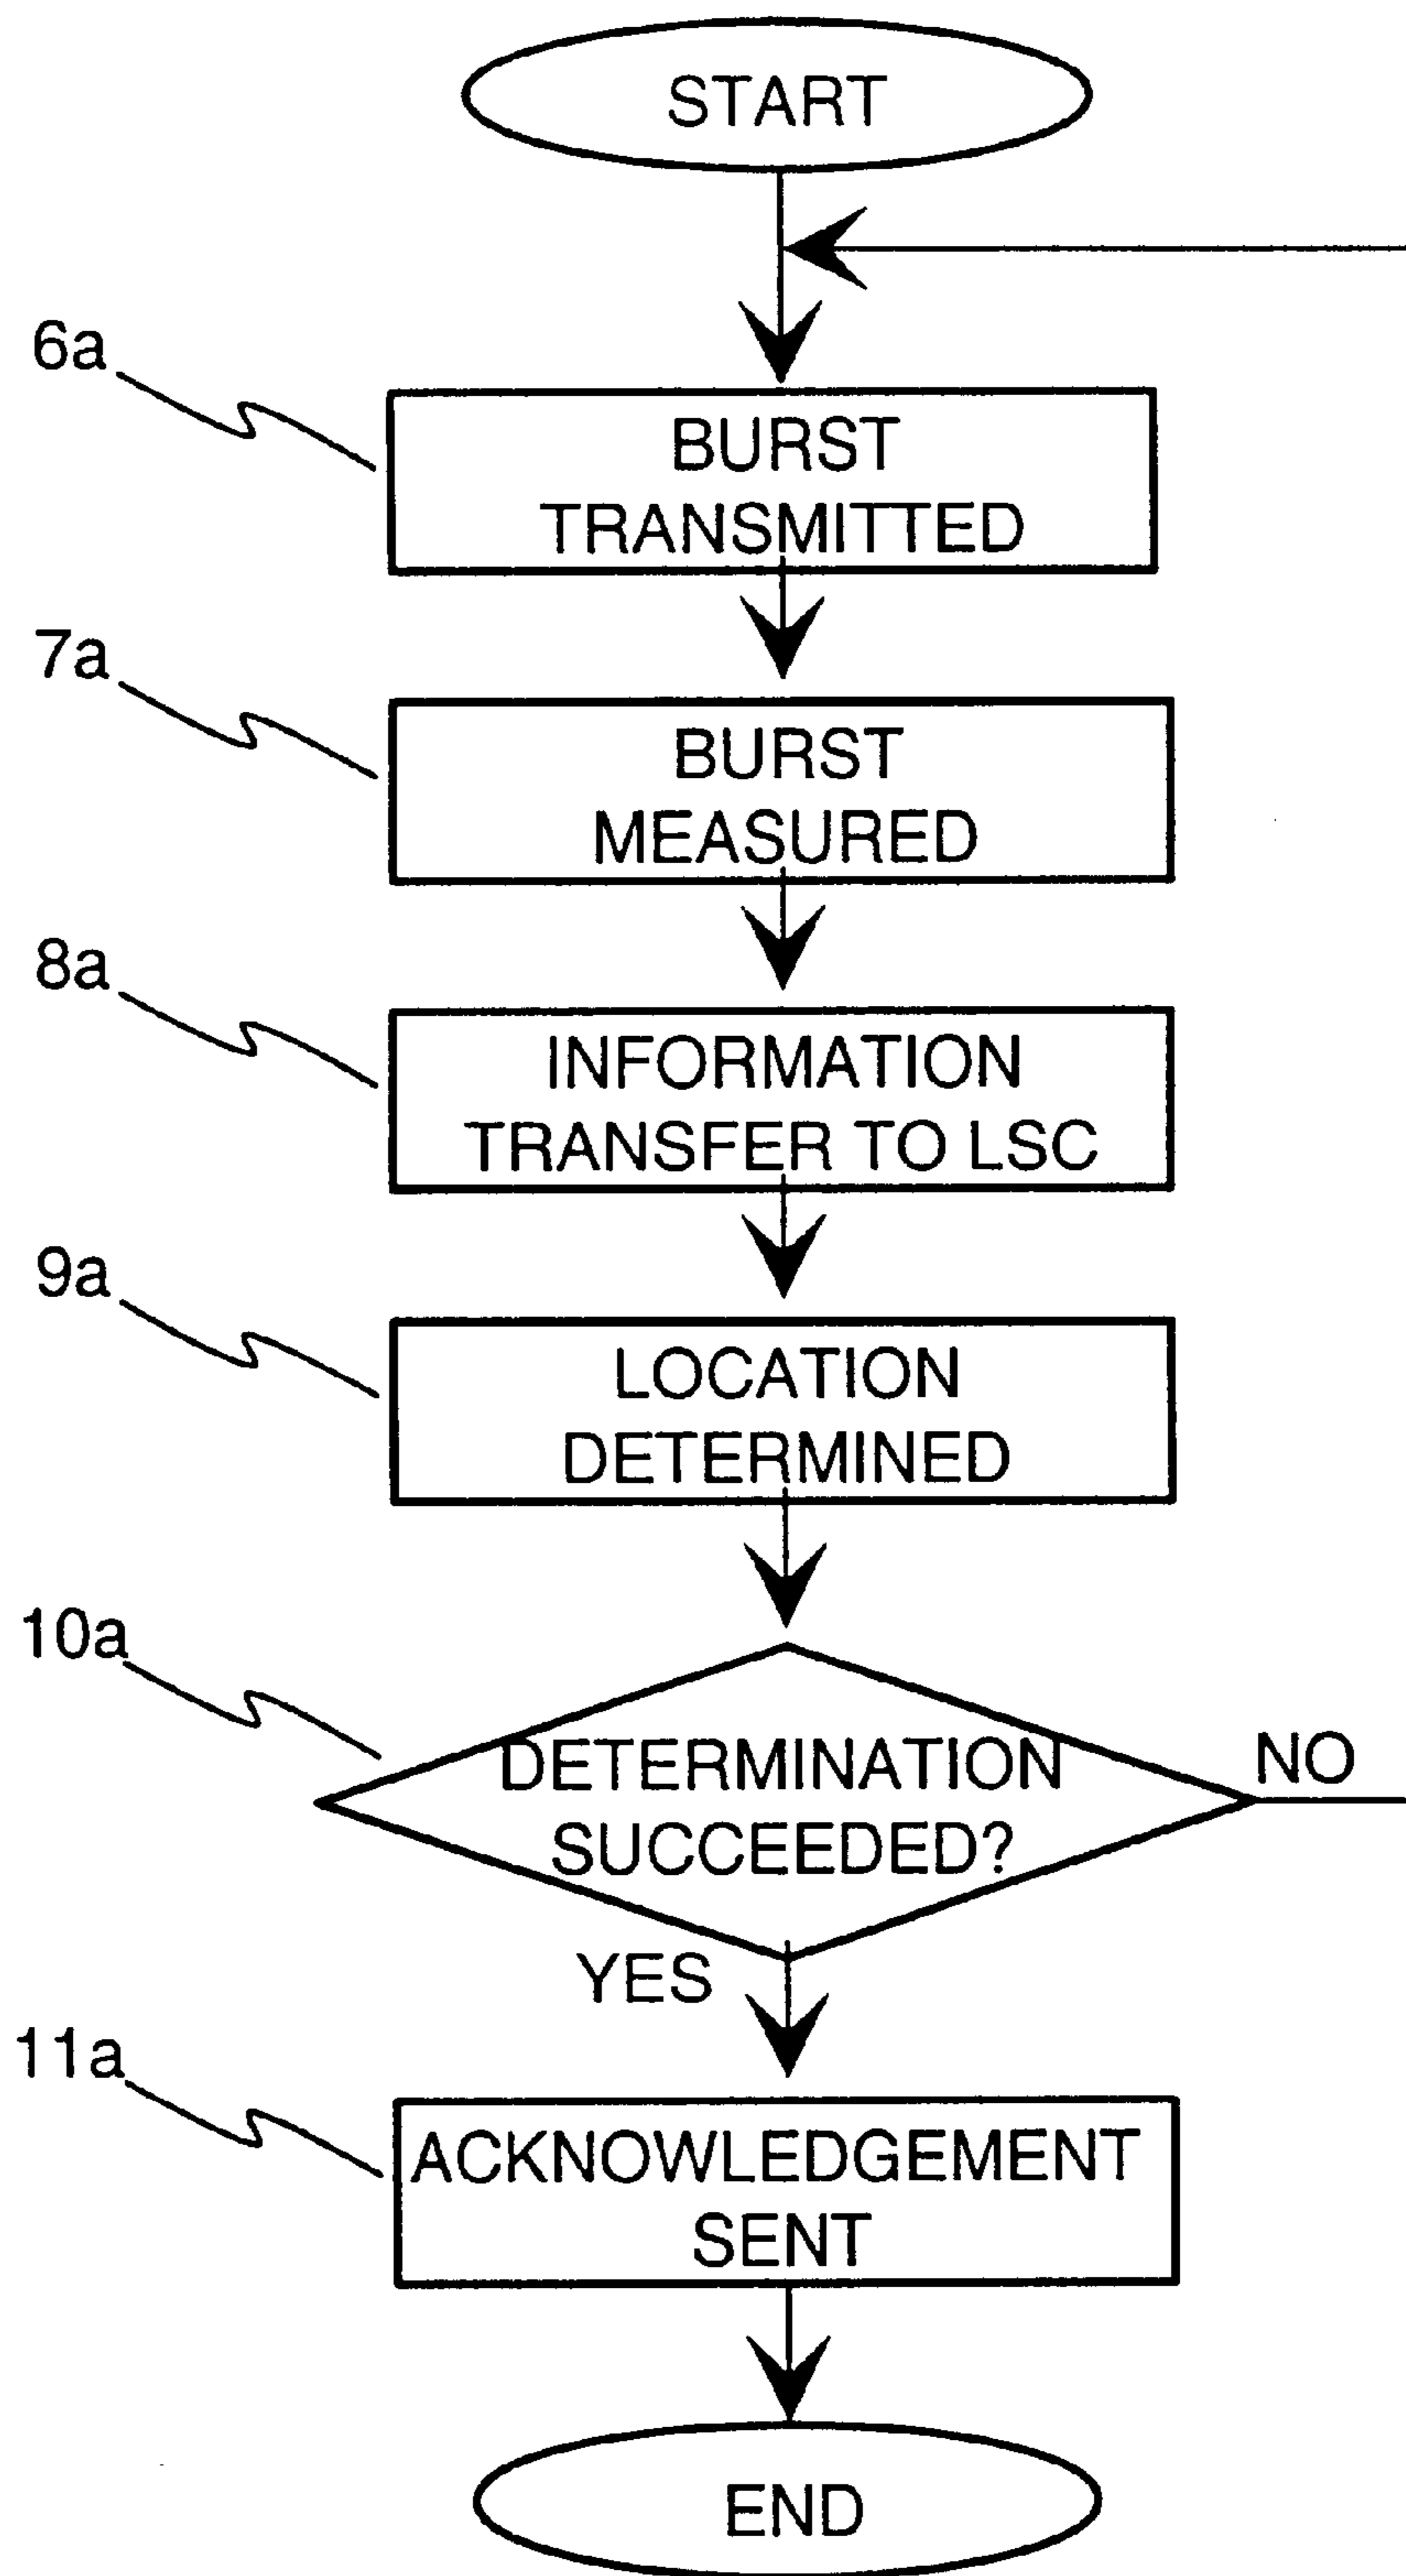 START
6a
BURST
TRANSMITTED
7a
BURST
MEASURED
8a
INFORMATION
TRANSFER TO LSC
9a
LOCATION
DETERMINED
10a
DETERMINATION
SUCCEEDED?
NO
YES
11a
ACKNOWLEDGEMENT
SENT
END